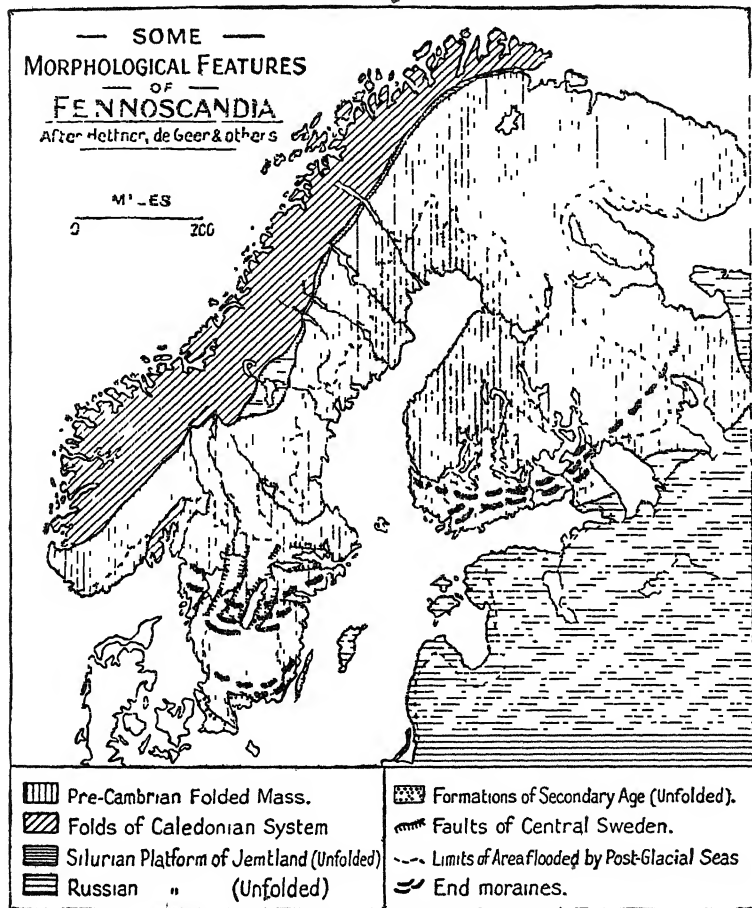 — SOME —
MORPHOLOGICAL FEATURES
— OF —
FENNOSCANDIA
After Hettner, de Geer & others
MILES
0 200
Pre-Cambrian Folded Mass.
Folds of Caledonian System
Silurian Platform of Jemtland (Unfolded)
Russian " (Unfolded)
Formations of Secondary Age (Unfolded).
Faults of Central Sweden.
Limits of Area flooded by Post-Glacial Seas
End moraines.